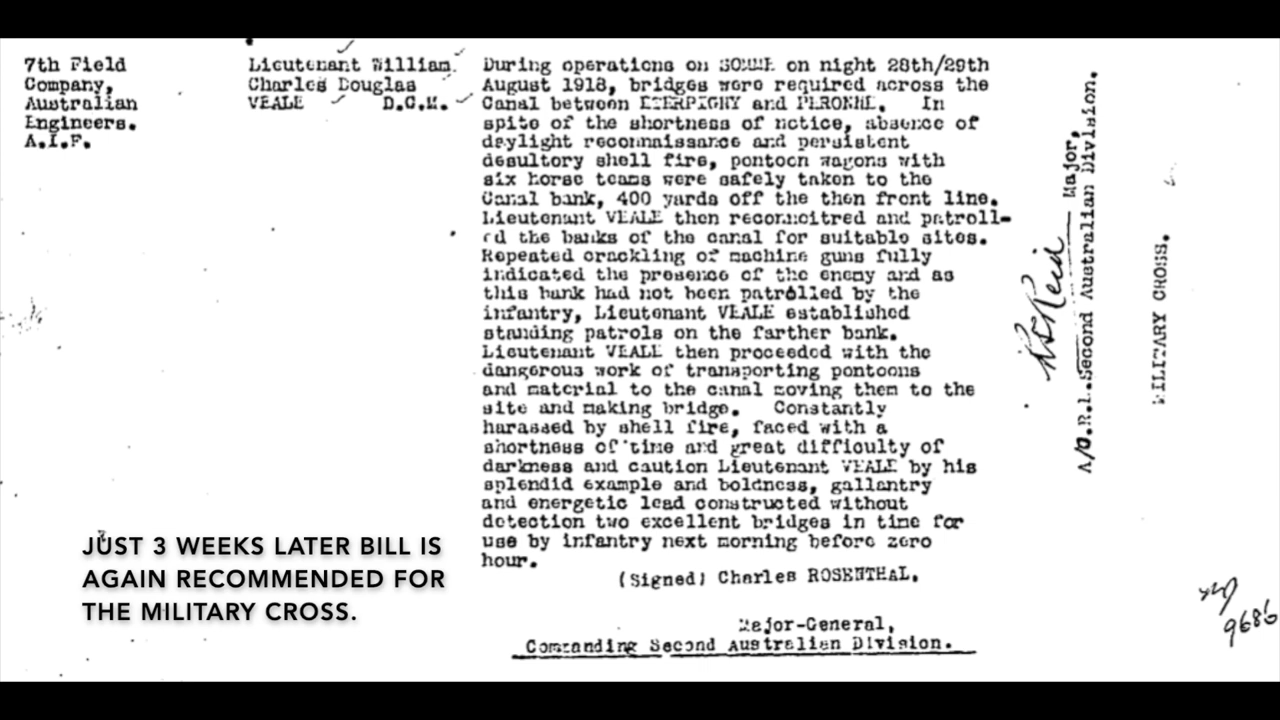 7th Field
Company,
Australian
Engineers.
A.I.F.
Lieutenant William
Charles Douglas
VEALE D.C.M.
During operations on SOMME on night 28th/29th
August 1918, bridges were required across the
Canal between ETERPIGNY and PERONNE. In
spite of the shortness of notice, absence of
daylight reconnaissance and persistent
desultory shell fire, pontoon wagons with
six horse teams were safely taken to the
Canal bank, 400 yards off the then front line.
Lieutenant VEALE then reconnoitred and patroll-
ed the banks of the canal for suitable sites.
Repeated crackling of machine guns fully
indicated the presence of the enemy and as
this bank had not been patrolled by the
infantry, Lieutenant VEALE established
standing patrols on the farther bank.
Lieutenant VEALE then proceeded with the
dangerous work of transporting pontoons
and material to the canal moving them to the
site and making bridge. Constantly
harassed by shell fire, faced with a
shortness of time and great difficulty of
darkness and caution Lieutenant VEALE by his
splendid example and boldness, gallantry
and energetic lead constructed without
detection two excellent bridges in time for
use by infantry next morning before zero
hour.
(Signed) Charles ROSENTHAL.
Major-General,
Commanding Second Australian Division.
Reid Major,
A/D.R.L. Second Australian Division.
MILITARY CROSS.
9686
JUST 3 WEEKS LATER BILL IS
AGAIN RECOMMENDED FOR
THE MILITARY CROSS.